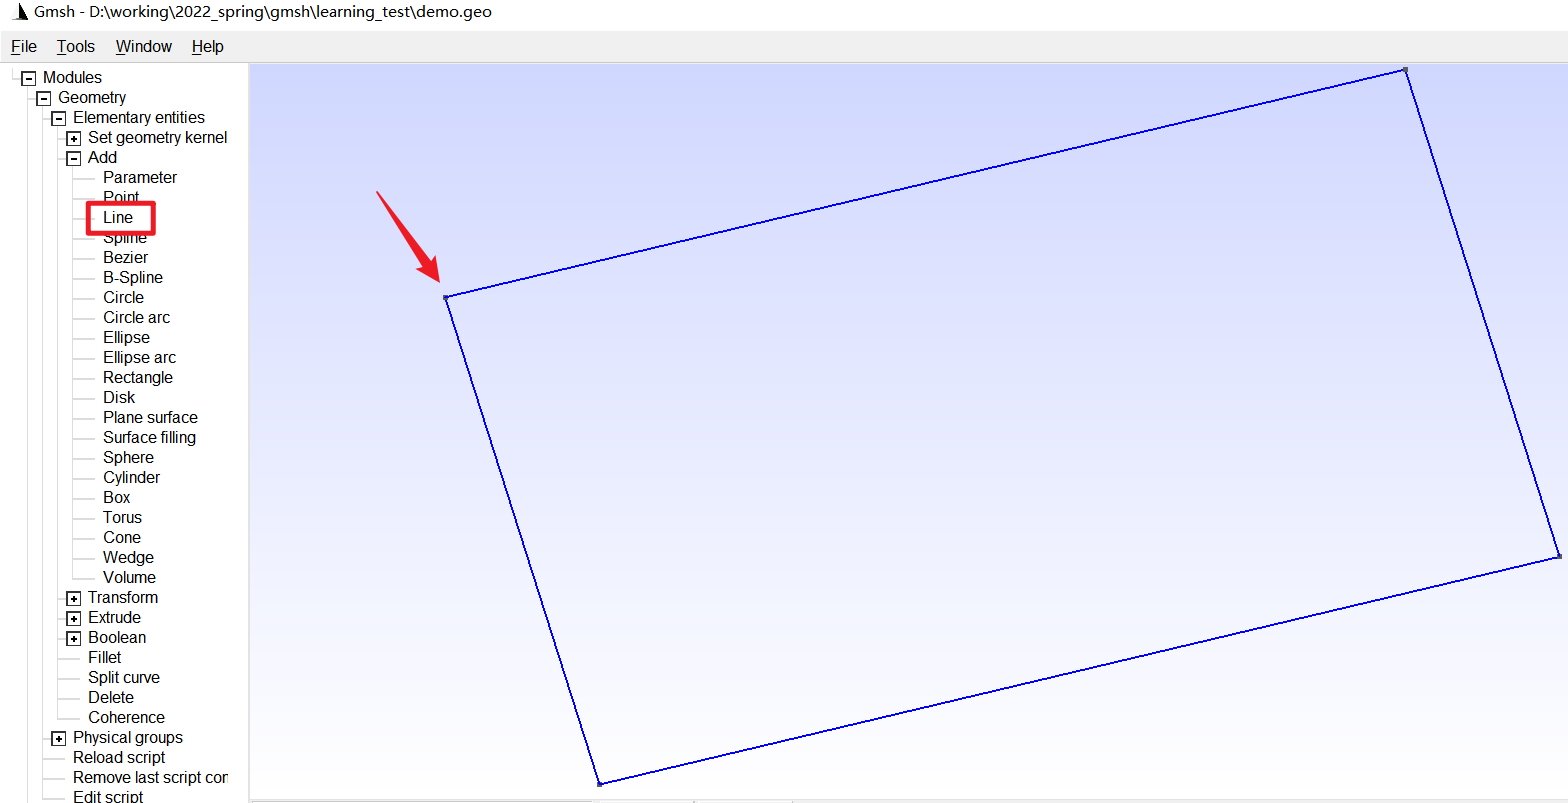 Gmsh - D:\working\2022_spring\gmsh\learning_test\demo.geo
File Tools Window Help
Modules
Geometry
Elementary entities
Set geometry kernel
Add
Parameter
Point
Line
Spline
Bezier
B-Spline
Circle
Circle arc
Ellipse
Ellipse arc
Rectangle
Disk
Plane surface
Surface filling
Sphere
Cylinder
Box
Torus
Cone
Wedge
Volume
Transform
Extrude
Boolean
Fillet
Split curve
Delete
Coherence
Physical groups
Reload script
Remove last script con
Edit script